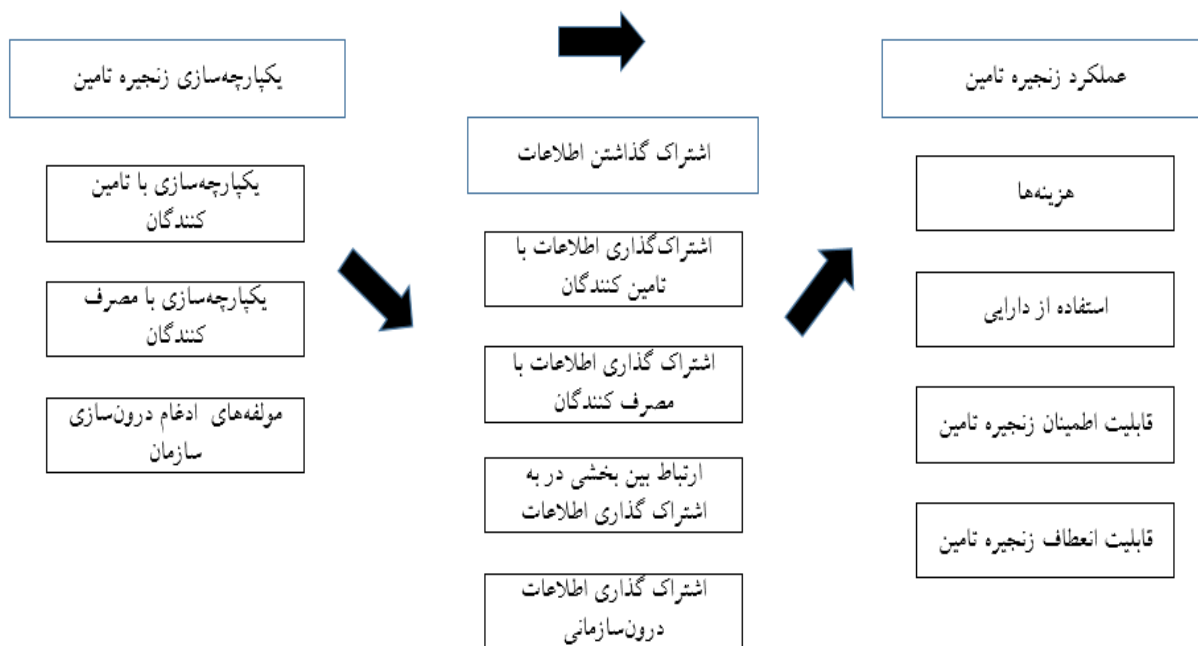 یکپارچه‌سازی زنجیره تامین
یکپارچه‌سازی با تامین
کنندگان
یکپارچه‌سازی با مصرف
کنندگان
مولفه‌های ادغام درون‌سازی
سازمان
اشتراک گذاشتن اطلاعات
اشتراک‌گذاری اطلاعات با
تامین کنندگان
اشتراک گذاری اطلاعات با
مصرف کنندگان
ارتباط بین بخشی در به
اشتراک گذاری اطلاعات
اشتراک گذاری اطلاعات
درون‌سازمانی
عملکرد زنجیره تامین
هزینه‌ها
استفاده از دارایی
قابلیت اطمینان زنجیره تامین
قابلیت انعطاف زنجیره تامین